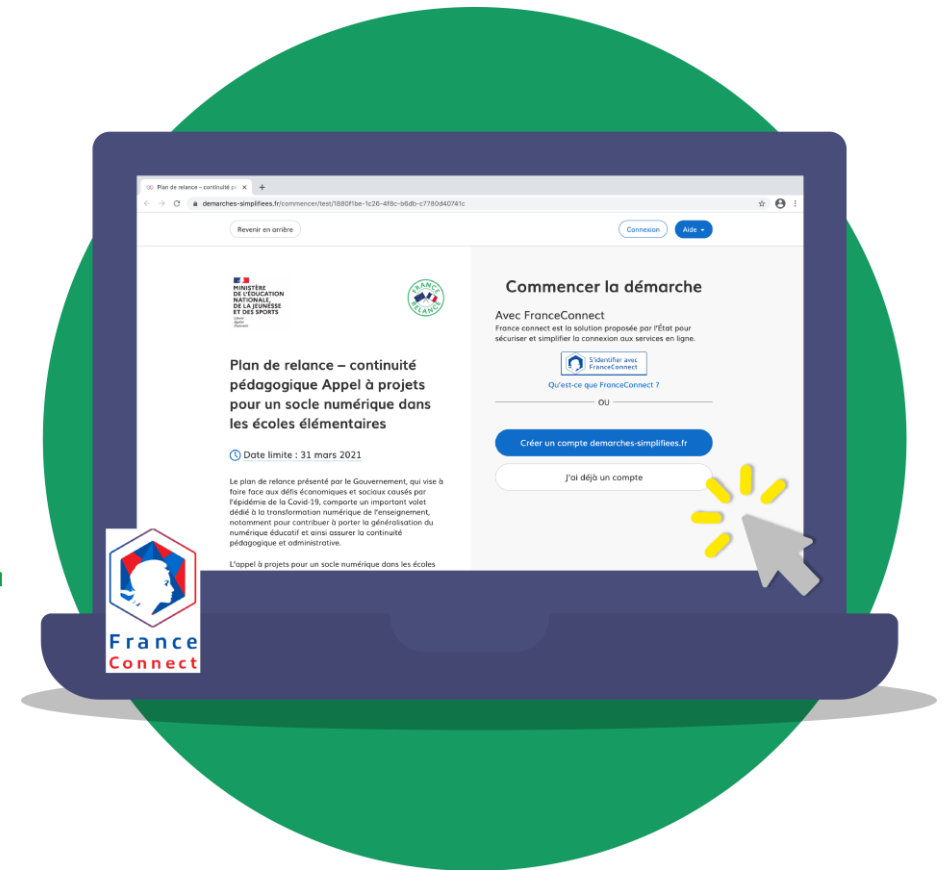 Plan de relance – continuité pé
demarches-simplifiees.fr/commencer/test/1880f1be-1c26-4f8c-b6db-c7780d40741c
Revenir en arrière
Connexion
Aide
MINISTÈRE
DE L'ÉDUCATION
NATIONALE,
DE LA JEUNESSE
ET DES SPORTS
Liberté
Égalité
Fraternité
FRANCE
RELANCE
Plan de relance – continuité
pédagogique Appel à projets
pour un socle numérique dans
les écoles élémentaires
Date limite : 31 mars 2021
Le plan de relance présenté par le Gouvernement, qui vise à
faire face aux défis économiques et sociaux causés par
l'épidémie de la Covid-19, comporte un important volet
dédié à la transformation numérique de l'enseignement,
notamment pour contribuer à porter la généralisation du
numérique éducatif et ainsi assurer la continuité
pédagogique et administrative.
L'appel à projets pour un socle numérique dans les écoles
Commencer la démarche
Avec FranceConnect
France connect est la solution proposée par l'État pour
sécuriser et simplifier la connexion aux services en ligne.
S'identifier avec
FranceConnect
Qu'est-ce que FranceConnect ?
OU
Créer un compte demarches-simplifiees.fr
J'ai déjà un compte
France
Connect